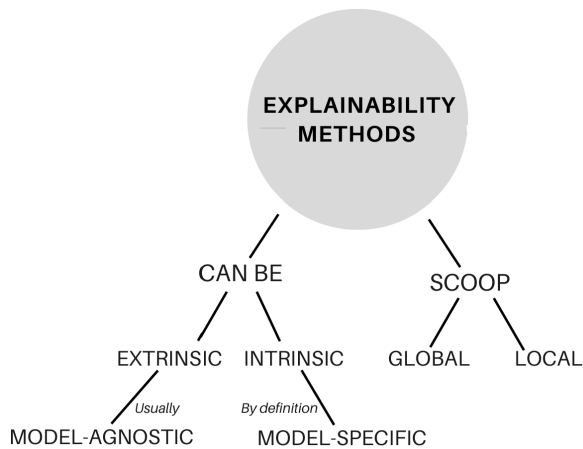 EXPLAINABILITY
METHODS
CAN BE
SCOOP
EXTRINSIC
INTRINSIC
GLOBAL
LOCAL
Usually
By definition
MODEL-AGNOSTIC
MODEL-SPECIFIC